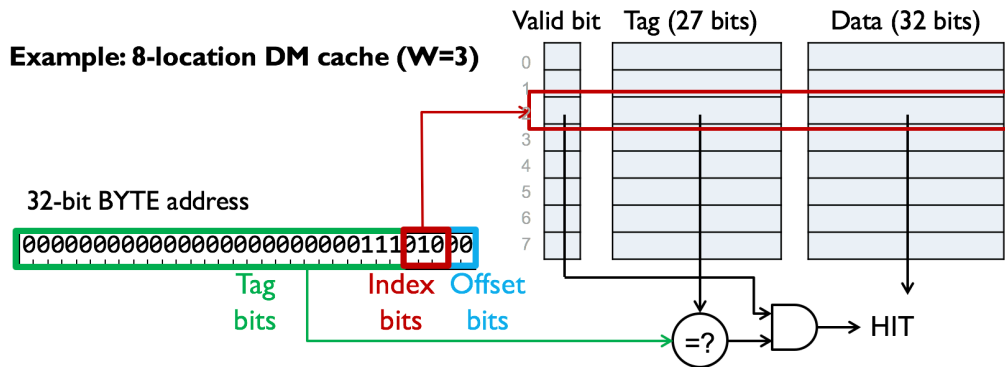 Valid bit Tag (27 bits) Data (32 bits)
Example: 8-location DM cache (W=3)
0
1
2
3
4
5
6
7
32-bit BYTE address
00000000000000000000000011101000
Tag bits
Index bits
Offset bits
=?
HIT